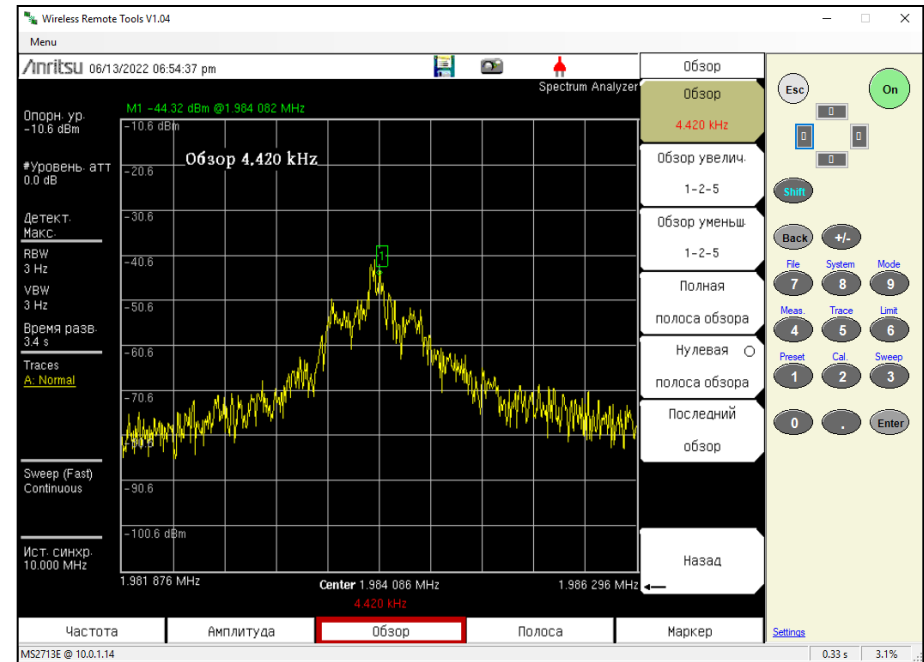 Wireless Remote Tools V1.04
Menu
Anritsu 06/13/2022 06:54:37 pm
Spectrum Analyzer
Опорн. ур.
-10.6 dBm
#Уровень. атт
0.0 dB
Детект.
Макс.
RBW
3 Hz
VBW
3 Hz
Время разв.
3.4 s
Traces
A: Normal
Sweep (Fast)
Continuous
Ист. синхр.
10.000 MHz
M1 -44.32 dBm @1.984 082 MHz
-10.6 dBm
Обзор 4.420 kHz
-20.6
-30.6
-40.6
1
-50.6
-60.6
-70.6
-90.6
-100.6 dBm
1.981 876 MHz
Center 1.984 086 MHz
1.986 296 MHz
4.420 kHz
Обзор
Обзор
4.420 kHz
Обзор увелич.
1-2-5
Обзор уменьш.
1-2-5
Полная
полоса обзора
Нулевая
полоса обзора
Последний
обзор
Назад
Частота
Амплитуда
Обзор
Полоса
Маркер
Esc
On
Shift
Back
+/-
File
System
Mode
7
8
9
Meas.
Trace
Limit
4
5
6
Preset
Cal.
Sweep
1
2
3
0
.
Enter
Settings
MS2713E @ 10.0.1.14
0.33 s
3.1%